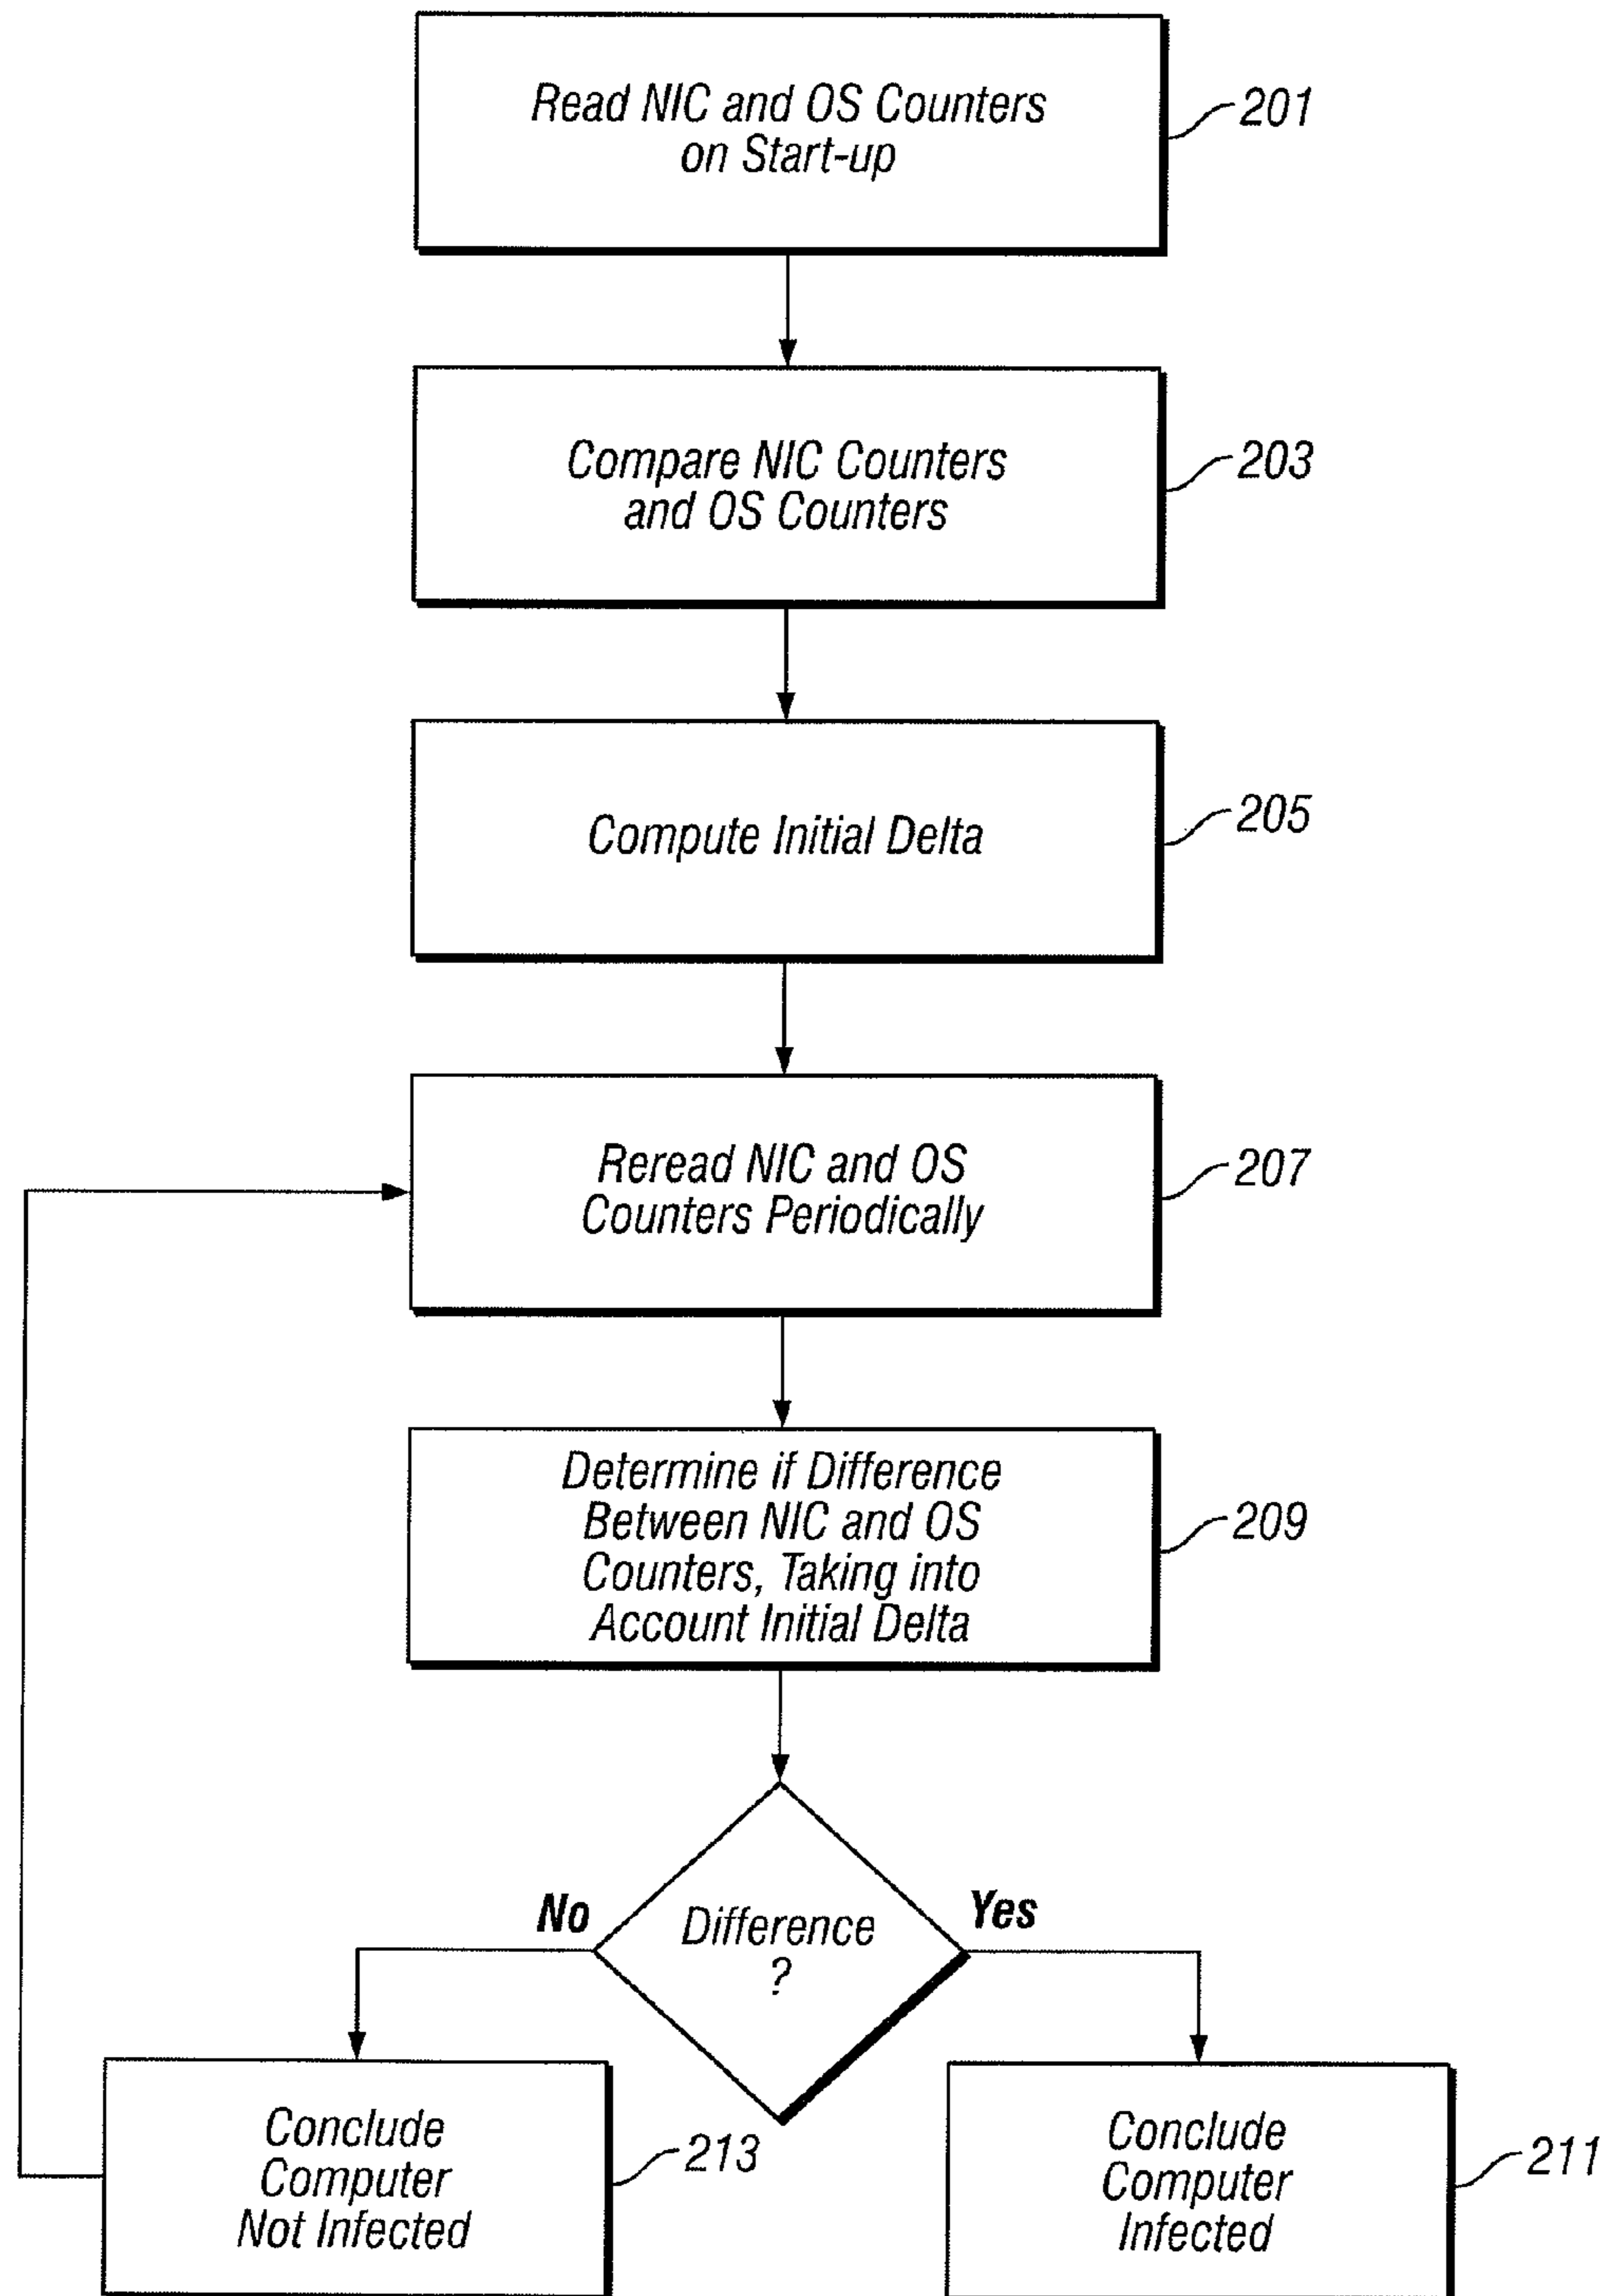 Read NIC and OS Counters
on Start-up
201
Compare NIC Counters
and OS Counters
203
Compute Initial Delta
205
Reread NIC and OS
Counters Periodically
207
Determine if Difference
Between NIC and OS
Counters, Taking into
Account Initial Delta
209
No
Difference
?
Yes
Conclude
Computer
Not Infected
213
Conclude
Computer
Infected
211